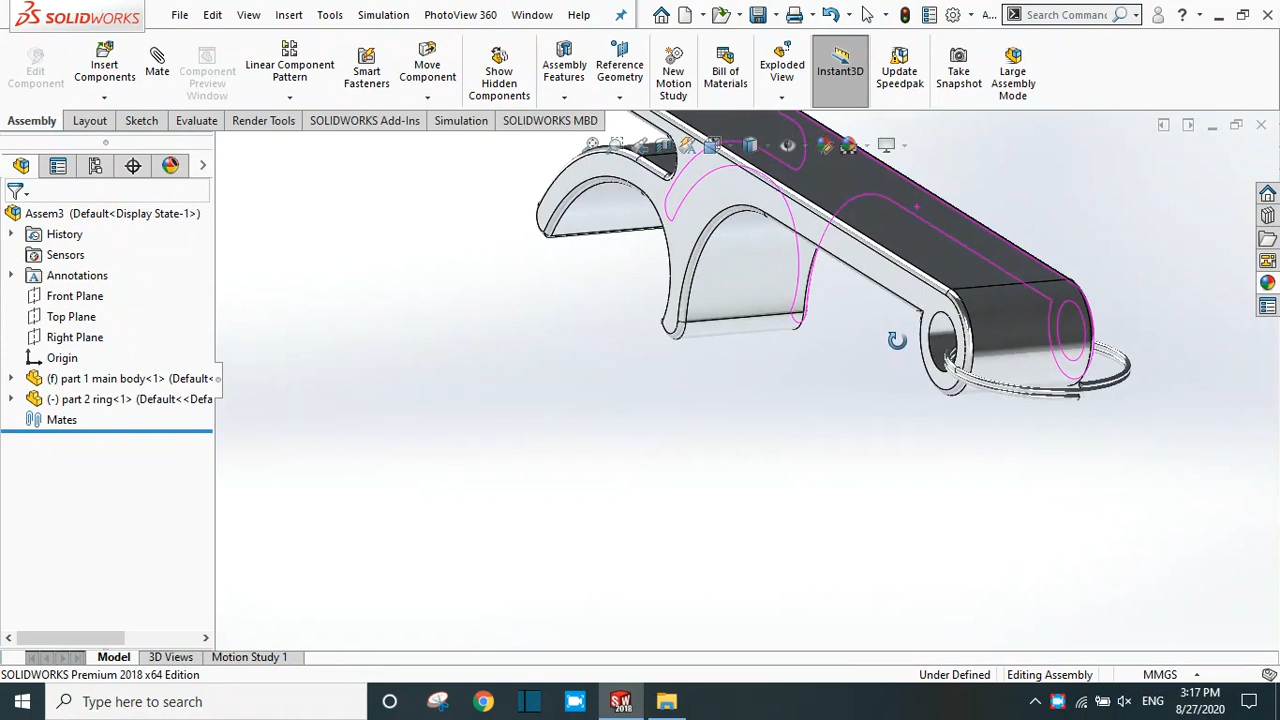 SOLIDWORKS
File Edit View Insert Tools Simulation PhotoView 360 Window Help
A...
Search Comman
?
Edit Component
Insert Components
Mate
Component Preview Window
Linear Component Pattern
Smart Fasteners
Move Component
Show Hidden Components
Assembly Features
Reference Geometry
New Motion Study
Bill of Materials
Exploded View
Instant3D
Update Speedpak
Take Snapshot
Large Assembly Mode
Assembly Layout Sketch Evaluate Render Tools SOLIDWORKS Add-Ins Simulation SOLIDWORKS MBD
Assem3 (Default<Display State-1>)
History
Sensors
Annotations
Front Plane
Top Plane
Right Plane
Origin
(f) part 1 main body<1> (Default<
(-) part 2 ring<1> (Default<<Defa
Mates
Model 3D Views Motion Study 1
SOLIDWORKS Premium 2018 x64 Edition
Under Defined Editing Assembly MMGS
Type here to search
SW 2018
ENG
3:17 PM
8/27/2020